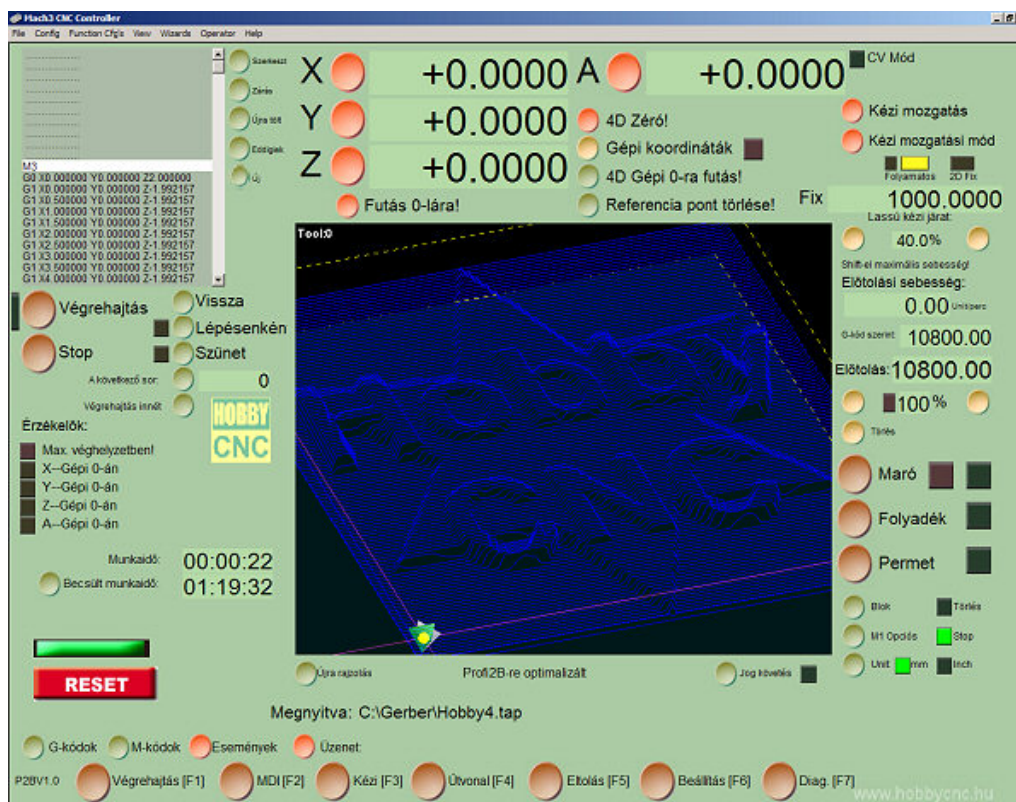 Mach3 CNC Controller
File Config Function Cfg's View Wizards Operator Help
M3
G0 X0.000000 Y0.000000 Z2.000000
G1 X0.000000 Y0.000000 Z-1.992157
G1 X0.500000 Y0.000000 Z-1.992157
G1 X1.000000 Y0.000000 Z-1.992157
G1 X1.500000 Y0.000000 Z-1.992157
G1 X2.000000 Y0.000000 Z-1.992157
G1 X2.500000 Y0.000000 Z-1.992157
G1 X3.000000 Y0.000000 Z-1.992157
G1 X3.500000 Y0.000000 Z-1.992157
G1 X4.000000 Y0.000000 Z-1.992157
Szerkeszt
Zárás
Újra tölt
Eddigiek
Új
X +0.0000 A +0.0000
Y +0.0000
Z +0.0000
4D Zéró!
Gépi koordináták
4D Gépi 0-ra futás!
Referencia pont törlése!
Futás 0-lára!
CV Mód
Kézi mozgatás
Kézi mozgatási mód
Folyamatos 2D Fix
Fix 1000.0000
Lassú kézi járat:
40.0%
Shift-el maximális sebesség!
Előtolási sebesség:
0.00 Unit/perc
G-kód szerint: 10800.00
Előtolás: 10800.00
100 %
Törlés
Maró
Folyadék
Permet
Blok Törlés
M1 Opciós Stop
Unit mm Inch
Végrehajtás
Stop
Vissza
Lépésenkén
Szünet
A következő sor: 0
Végrehajtás innét
HOBBY
CNC
Érzékelők:
Max. véghelyzetben!
X--Gépi 0-án
Y--Gépi 0-án
Z--Gépi 0-án
A--Gépi 0-án
Munkaidő: 00:00:22
Becsült munkaidő: 01:19:32
RESET
Tool:0
Hobby
CNC
Újra rajzolás
Profi2B-re optimalizált
Jog követés
Megnyitva: C:\Gerber\Hobby4.tap
G-kódok M-kódok Események Üzenet:
P2BV1.0 Végrehajtás [F1] MDI [F2] Kézi [F3] Útvonal [F4] Eltolás [F5] Beállítás [F6] Diag. [F7]
www.hobbycnc.hu